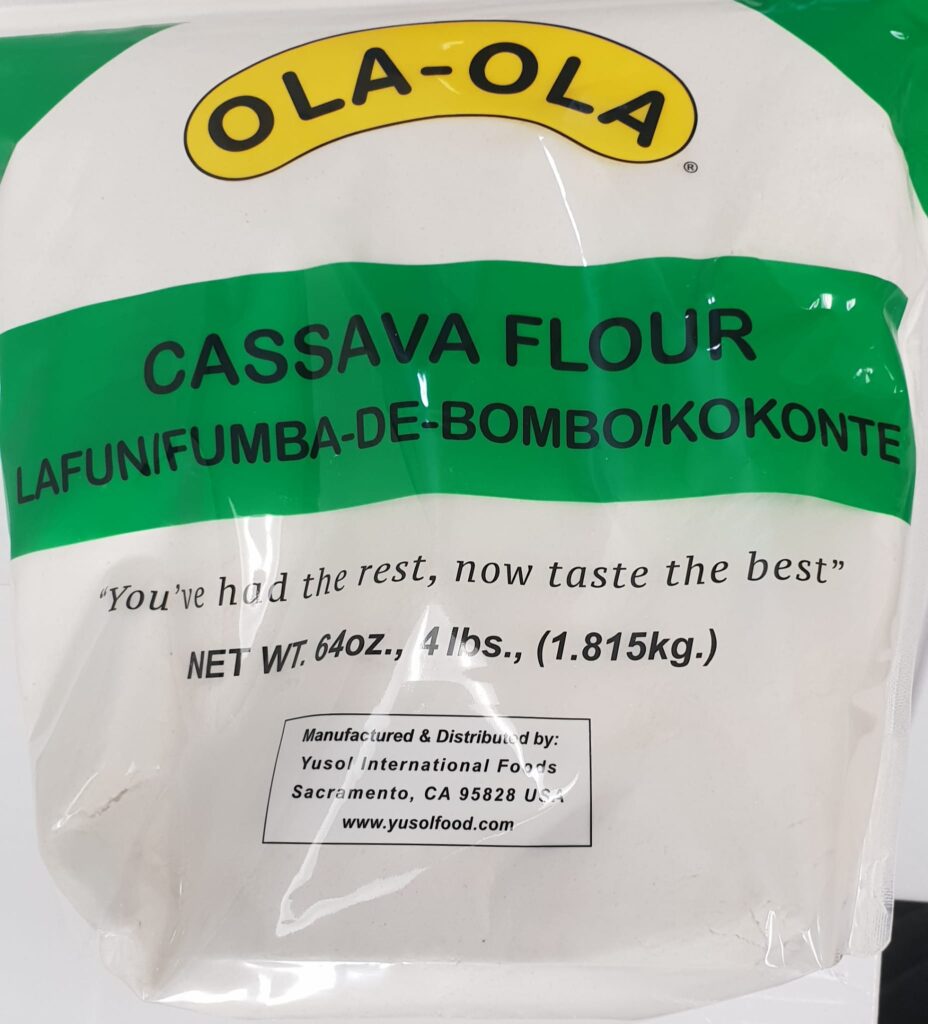 OLA-OLA
®
CASSAVA FLOUR
LAFUN/FUMBA-DE-BOMBO/KOKONTE
“You’ve had the rest, now taste the best”
NET WT. 64oz., 4 lbs., (1.815kg.)
Manufactured & Distributed by:
Yusol International Foods
Sacramento, CA 95828 USA
www.yusolfood.com